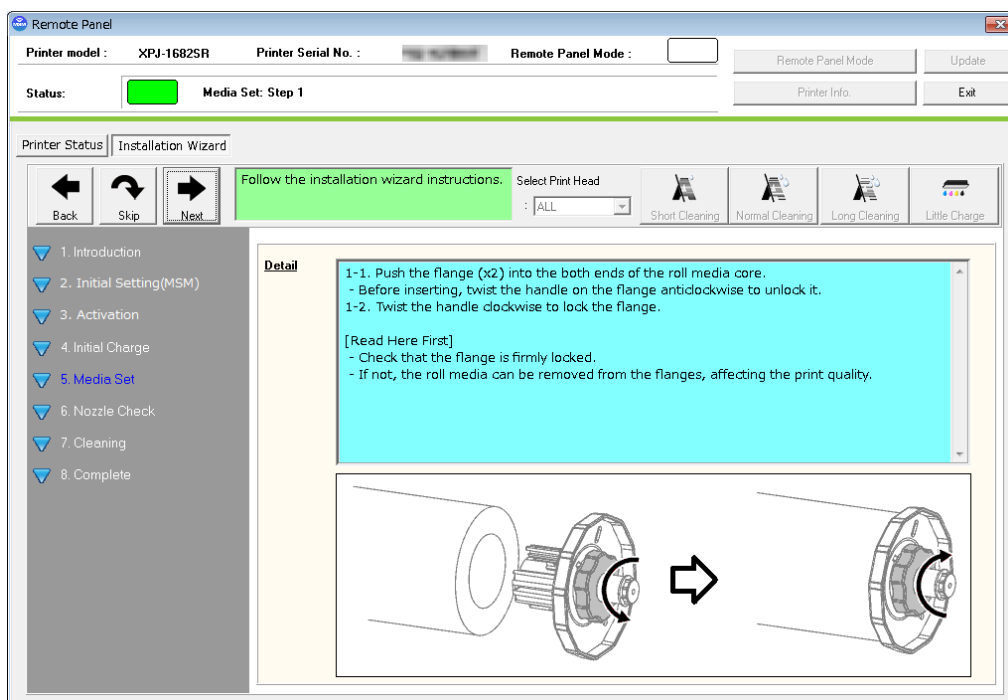 Remote Panel
Printer model : XPJ-1682SR Printer Serial No. : Remote Panel Mode :
Remote Panel Mode Update
Status: Media Set: Step 1
Printer Info. Exit
Printer Status Installation Wizard
Back Skip Next
Follow the installation wizard instructions.
Select Print Head
: ALL
Short Cleaning Normal Cleaning Long Cleaning Little Charge
1. Introduction
2. Initial Setting(MSM)
3. Activation
4. Initial Charge
5. Media Set
6. Nozzle Check
7. Cleaning
8. Complete
Detail
1-1. Push the flange (x2) into the both ends of the roll media core.
- Before inserting, twist the handle on the flange anticlockwise to unlock it.
1-2. Twist the handle clockwise to lock the flange.
[Read Here First]
- Check that the flange is firmly locked.
- If not, the roll media can be removed from the flanges, affecting the print quality.